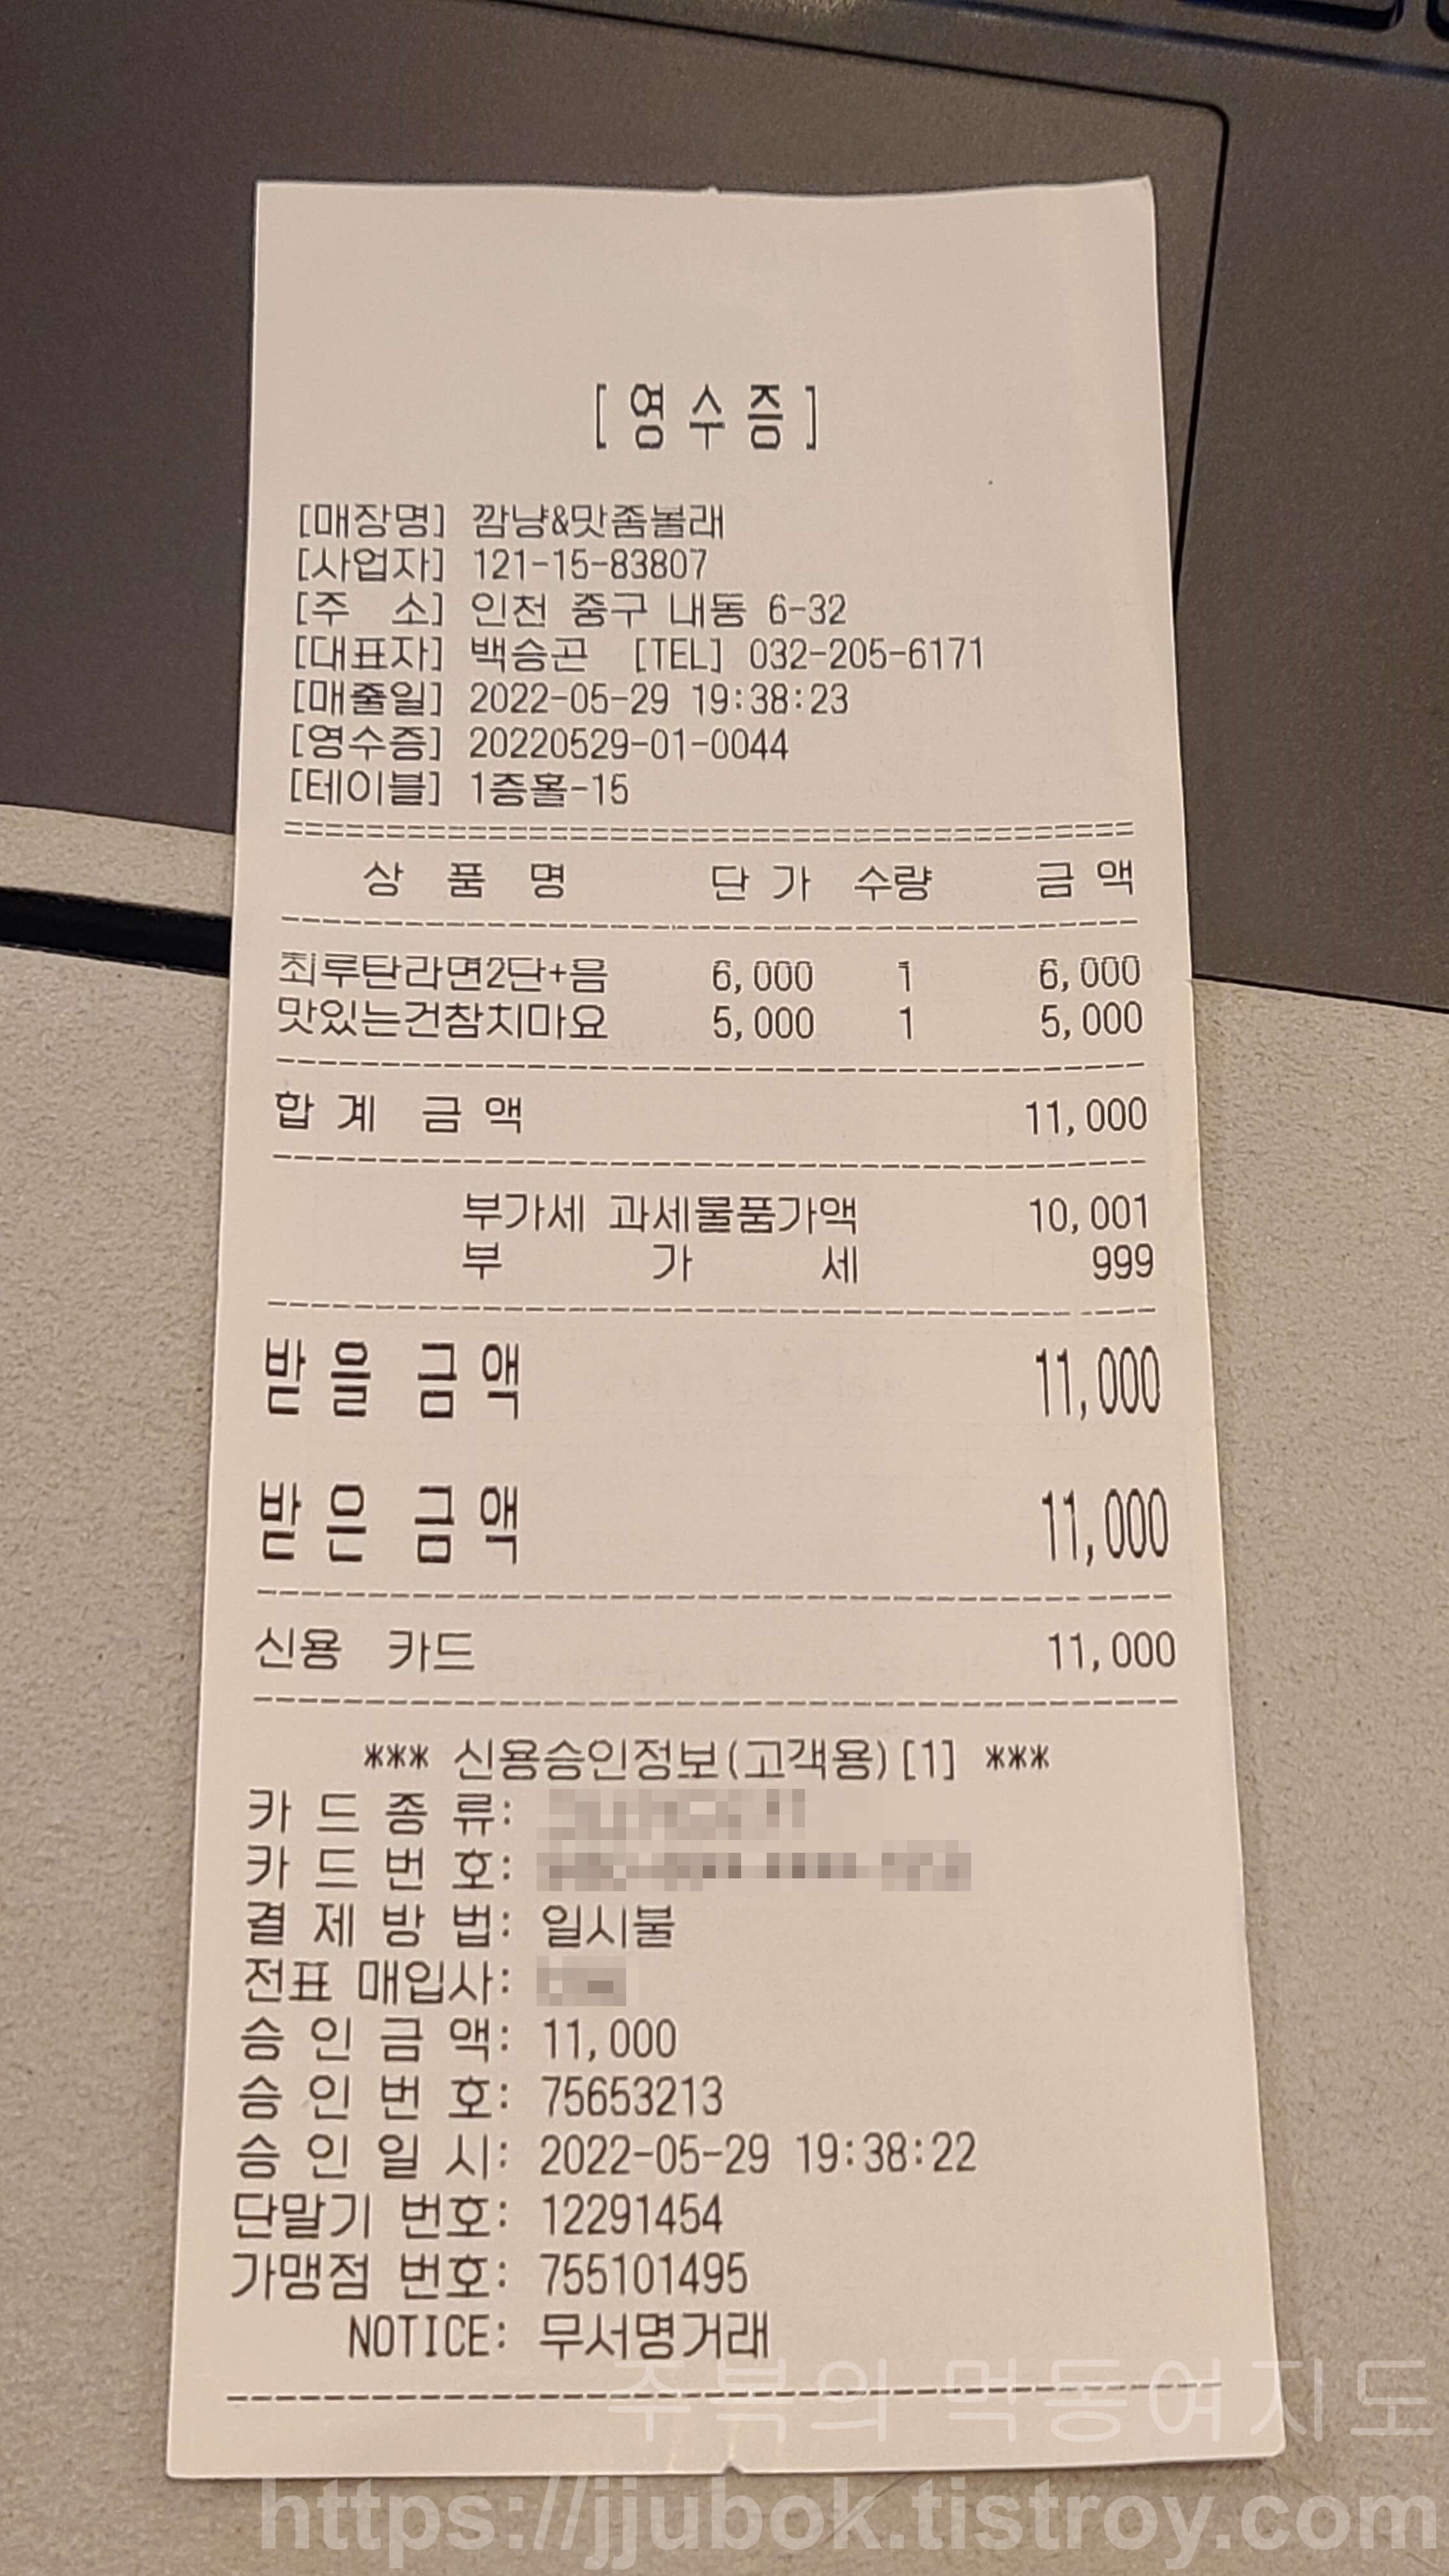 [영수증]
[매장명] 깜냥&맛좀볼래
[사업자] 121-15-83807
[주 소] 인천 중구 내동 6-32
[대표자] 백승곤 [TEL] 032-205-6171
[매출일] 2022-05-29 19:38:23
[영수증] 20220529-01-0044
[테이블] 1층홀-15
상 품 명 단 가 수량 금 액
최루탄라면2단+음 6,000 1 6,000
맛있는건참치마요 5,000 1 5,000
합 계 금 액 11,000
부가세 과세물품가액 10,001
부 가 세 999
받 을 금 액 11,000
받 은 금 액 11,000
신용 카드 11,000
*** 신용승인정보(고객용)[1] ***
카 드 종 류:
카 드 번 호:
결 제 방 법: 일시불
전표 매입사:
승 인 금 액: 11,000
승 인 번 호: 75653213
승 인 일 시: 2022-05-29 19:38:22
단말기 번호: 12291454
가맹점 번호: 755101495
NOTICE: 무서명거래
주복의 먹동여지도
https://jjubok.tistroy.com